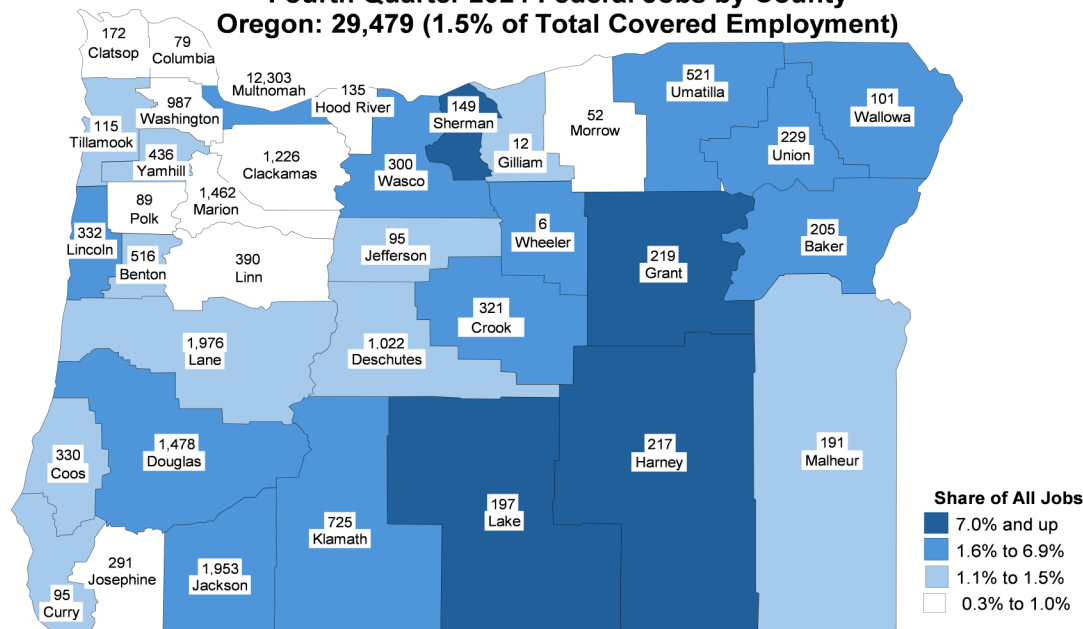 Oregon: 29,479 (1.5% of Total Covered Employment)
172
Clatsop
79
Columbia
12,303
Multnomah
135
Hood River
149
Sherman
521
Umatilla
101
Wallowa
987
Washington
115
Tillamook
52
Morrow
12
Gilliam
229
Union
436
Yamhill
1,226
Clackamas
300
Wasco
1,462
Marion
89
Polk
332
Lincoln
6
Wheeler
205
Baker
95
Jefferson
516
Benton
390
Linn
219
Grant
321
Crook
1,976
Lane
1,022
Deschutes
330
Coos
1,478
Douglas
217
Harney
191
Malheur
197
Lake
725
Klamath
291
Josephine
1,953
Jackson
95
Curry
Share of All Jobs
7.0% and up
1.6% to 6.9%
1.1% to 1.5%
0.3% to 1.0%